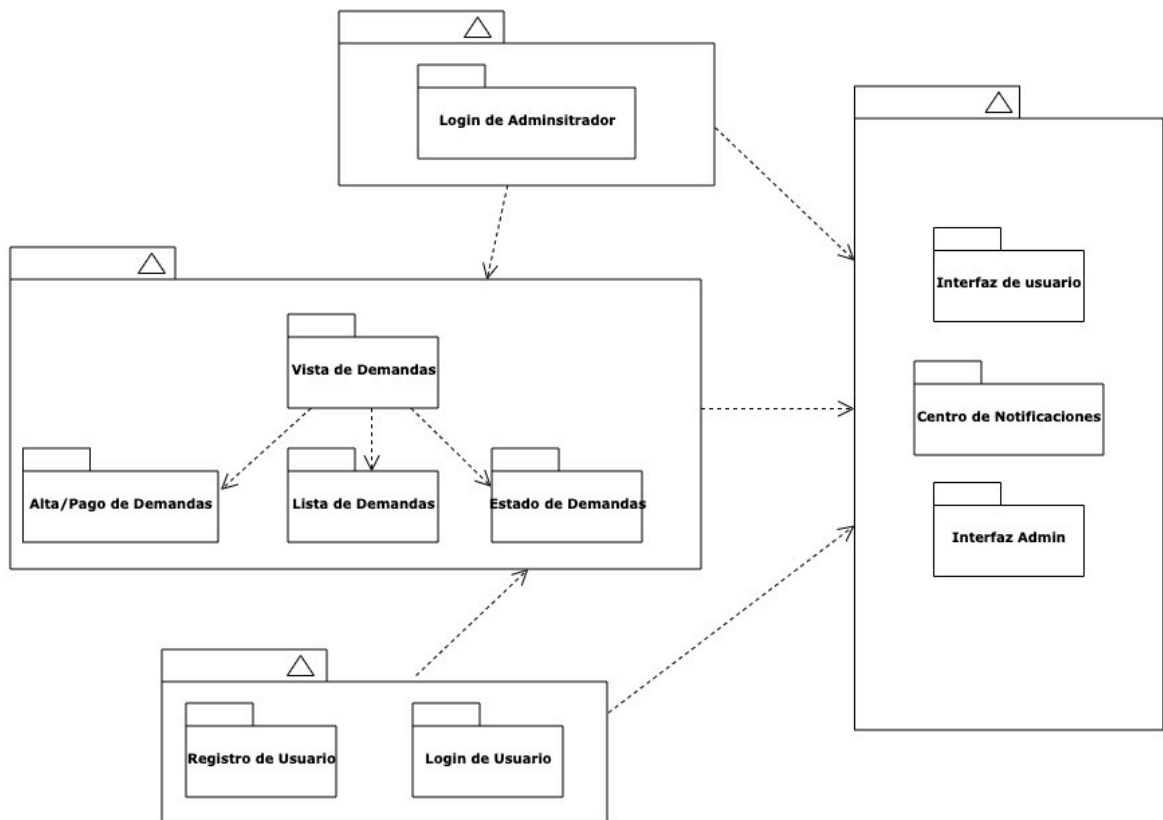 Login de Adminsitrador
Interfaz de usuario
Vista de Demandas
Centro de Notificaciones
Alta/Pago de Demandas
Lista de Demandas
Estado de Demandas
Interfaz Admin
Registro de Usuario
Login de Usuario